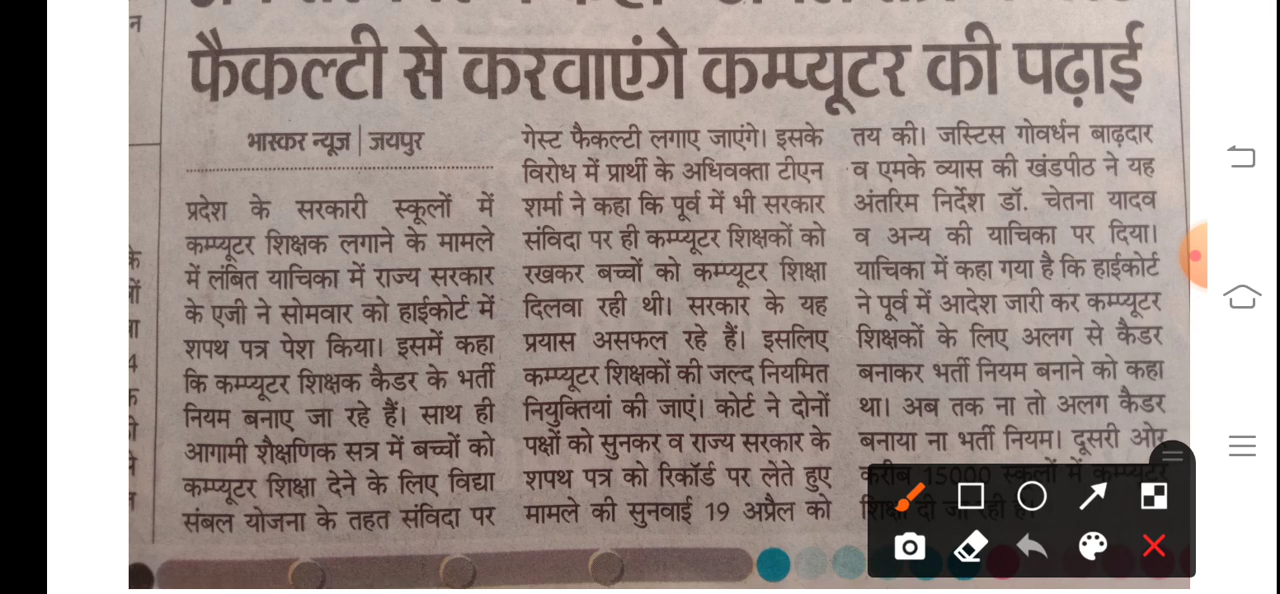 फैकल्टी से करवाएंगे कम्प्यूटर की पढ़ाई
भास्कर न्यूज | जयपुर
प्रदेश के सरकारी स्कूलों में
कम्प्यूटर शिक्षक लगाने के मामले
में लंबित याचिका में राज्य सरकार
के एजी ने सोमवार को हाईकोर्ट में
शपथ पत्र पेश किया। इसमें कहा
कि कम्प्यूटर शिक्षक कैडर के भर्ती
नियम बनाए जा रहे हैं। साथ ही
आगामी शैक्षणिक सत्र में बच्चों को
कम्प्यूटर शिक्षा देने के लिए विद्या
संबल योजना के तहत संविदा पर
गेस्ट फैकल्टी लगाए जाएंगे। इसके
विरोध में प्रार्थी के अधिवक्ता टीएन
शर्मा ने कहा कि पूर्व में भी सरकार
संविदा पर ही कम्प्यूटर शिक्षकों को
रखकर बच्चों को कम्प्यूटर शिक्षा
दिलवा रही थी। सरकार के यह
प्रयास असफल रहे हैं। इसलिए
कम्प्यूटर शिक्षकों की जल्द नियमित
नियुक्तियां की जाएं। कोर्ट ने दोनों
पक्षों को सुनकर व राज्य सरकार के
शपथ पत्र को रिकॉर्ड पर लेते हुए
मामले की सुनवाई 19 अप्रैल को
तय की। जस्टिस गोवर्धन बाढ़दार
व एमके व्यास की खंडपीठ ने यह
अंतरिम निर्देश डॉ. चेतना यादव
व अन्य की याचिका पर दिया।
याचिका में कहा गया है कि हाईकोर्ट
ने पूर्व में आदेश जारी कर कम्प्यूटर
शिक्षकों के लिए अलग से कैडर
बनाकर भर्ती नियम बनाने को कहा
था। अब तक ना तो अलग कैडर
बनाया ना भर्ती नियम। दूसरी ओर
करीब 15000 स्कूलों में कम्प्यूटर
शिक्षा दी जा रही है।